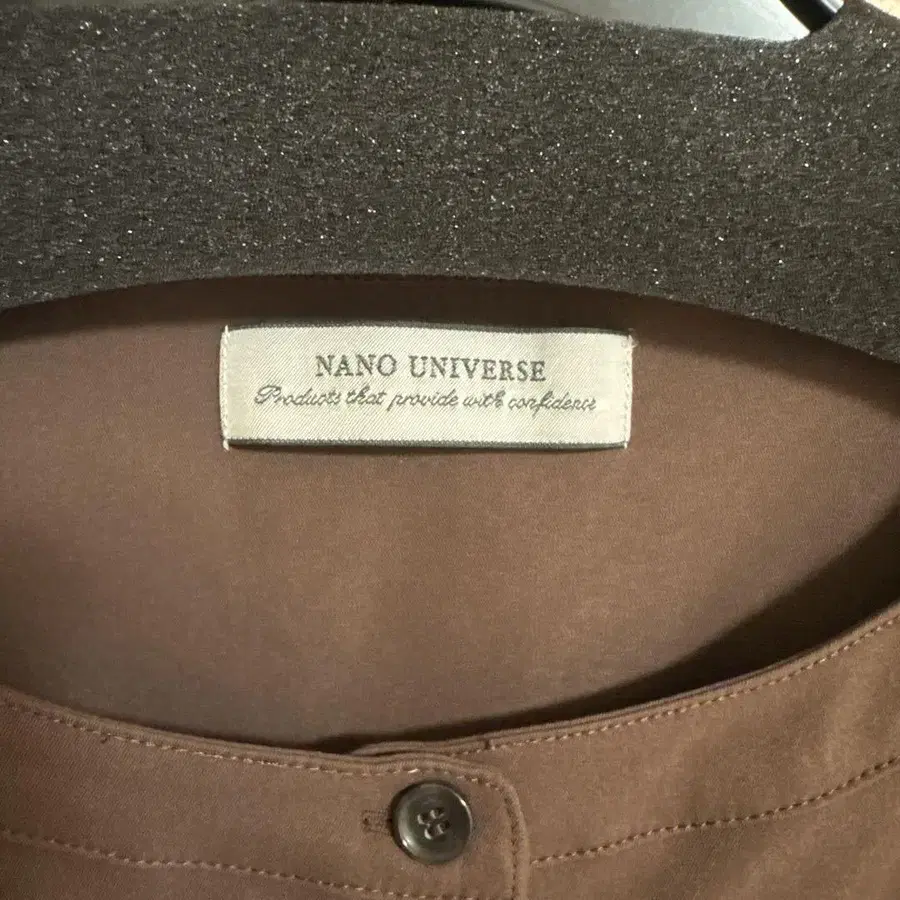 NANO UNIVERSE
Products that provide with confidence